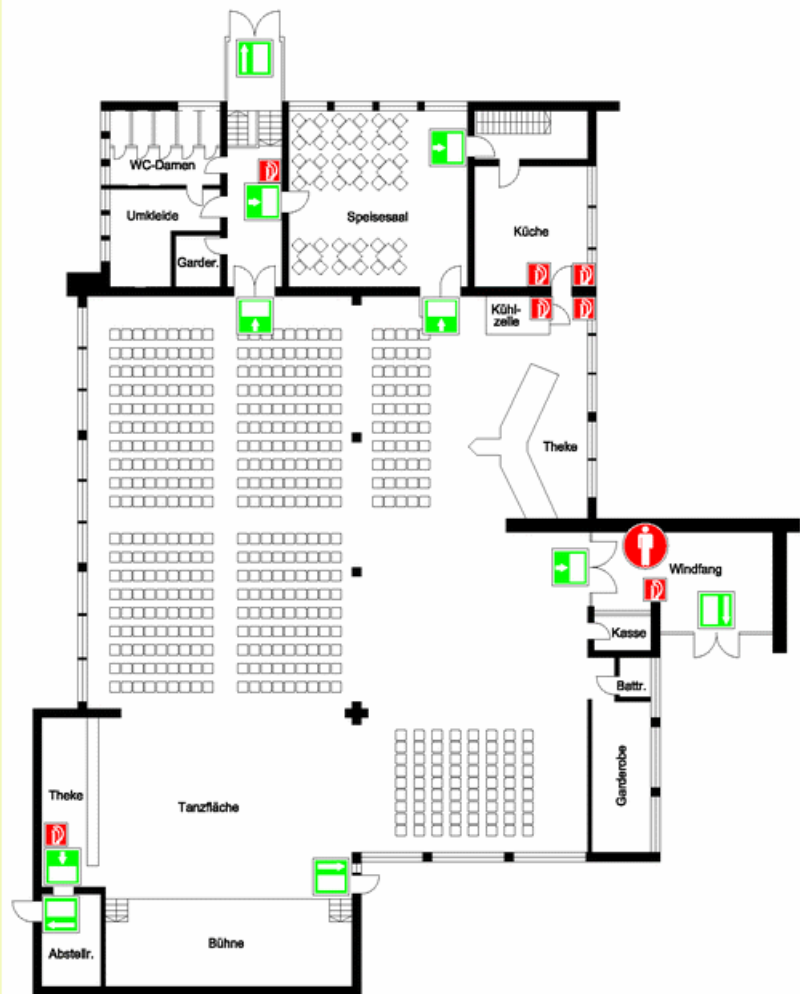 WC-Damen
Umkleide
Garder.
Speisesaal
Küche
Kühl-
zelle
Theke
Windfang
Kasse
Battr.
Garderobe
Theke
Tanzfläche
Bühne
Abstellr.